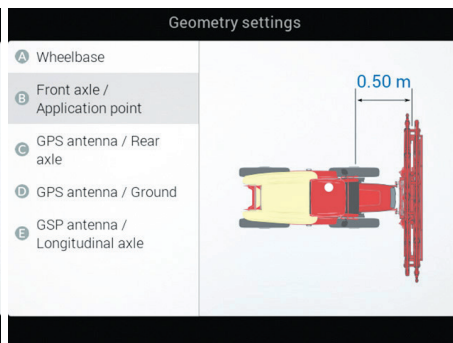 Geometry settings
A Wheelbase
B Front axle /
Application point
C GPS antenna / Rear
axle
D GPS antenna / Ground
E GSP antenna /
Longitudinal axle
0.50 m